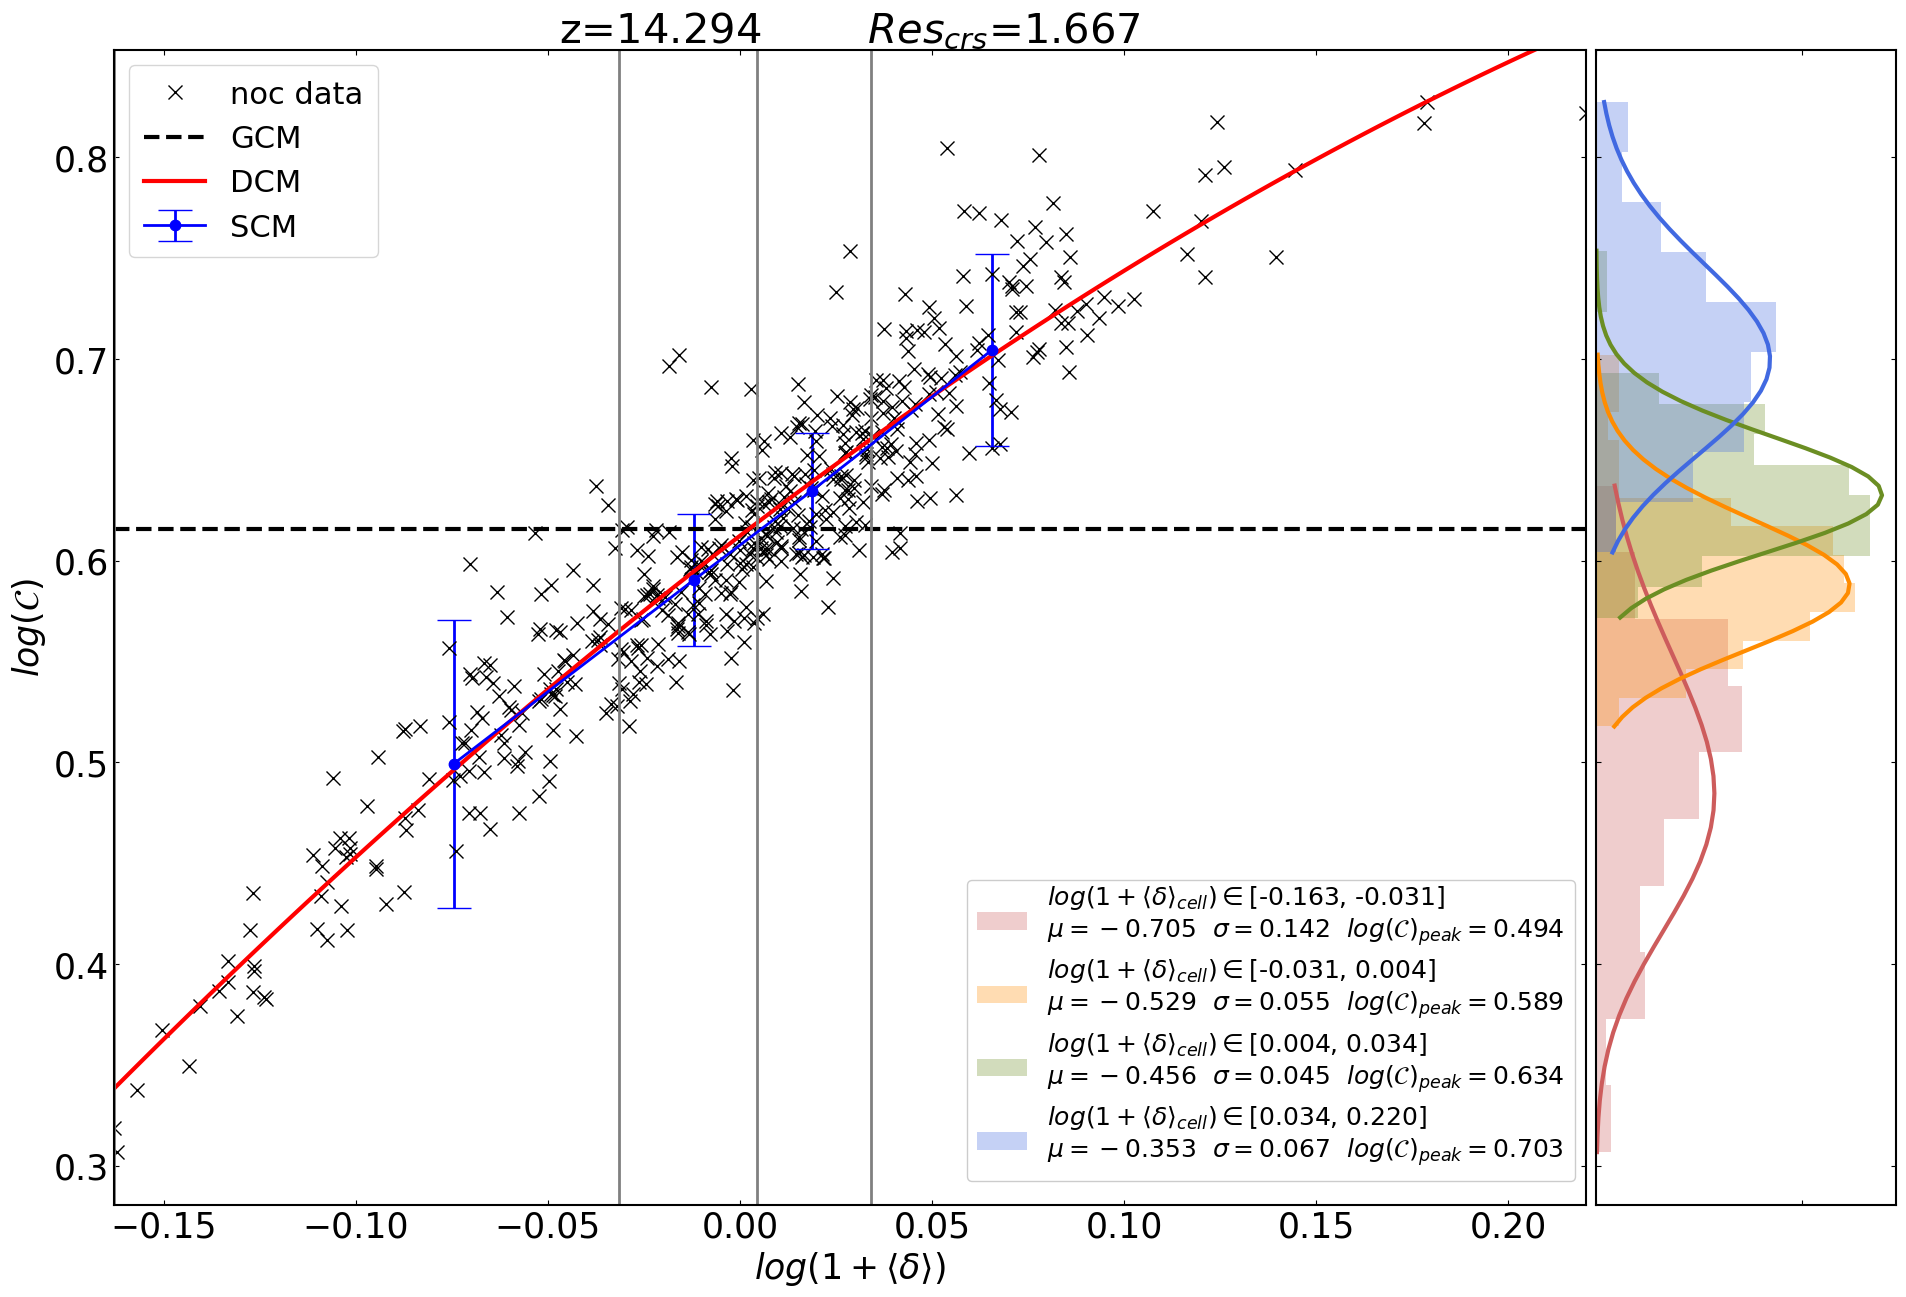 z=14.294 Res_crs=1.667
noc data
GCM
DCM
SCM
0.8
0.7
0.6
0.5
0.4
0.3
log(𝒞)
−0.15 −0.10 −0.05 0.00 0.05 0.10 0.15 0.20
log(1 + ⟨δ⟩)
log(1 + ⟨δ⟩_cell) ∈ [-0.163, -0.031]
μ = −0.705 σ = 0.142 log(𝒞)_peak = 0.494
log(1 + ⟨δ⟩_cell) ∈ [-0.031, 0.004]
μ = −0.529 σ = 0.055 log(𝒞)_peak = 0.589
log(1 + ⟨δ⟩_cell) ∈ [0.004, 0.034]
μ = −0.456 σ = 0.045 log(𝒞)_peak = 0.634
log(1 + ⟨δ⟩_cell) ∈ [0.034, 0.220]
μ = −0.353 σ = 0.067 log(𝒞)_peak = 0.703